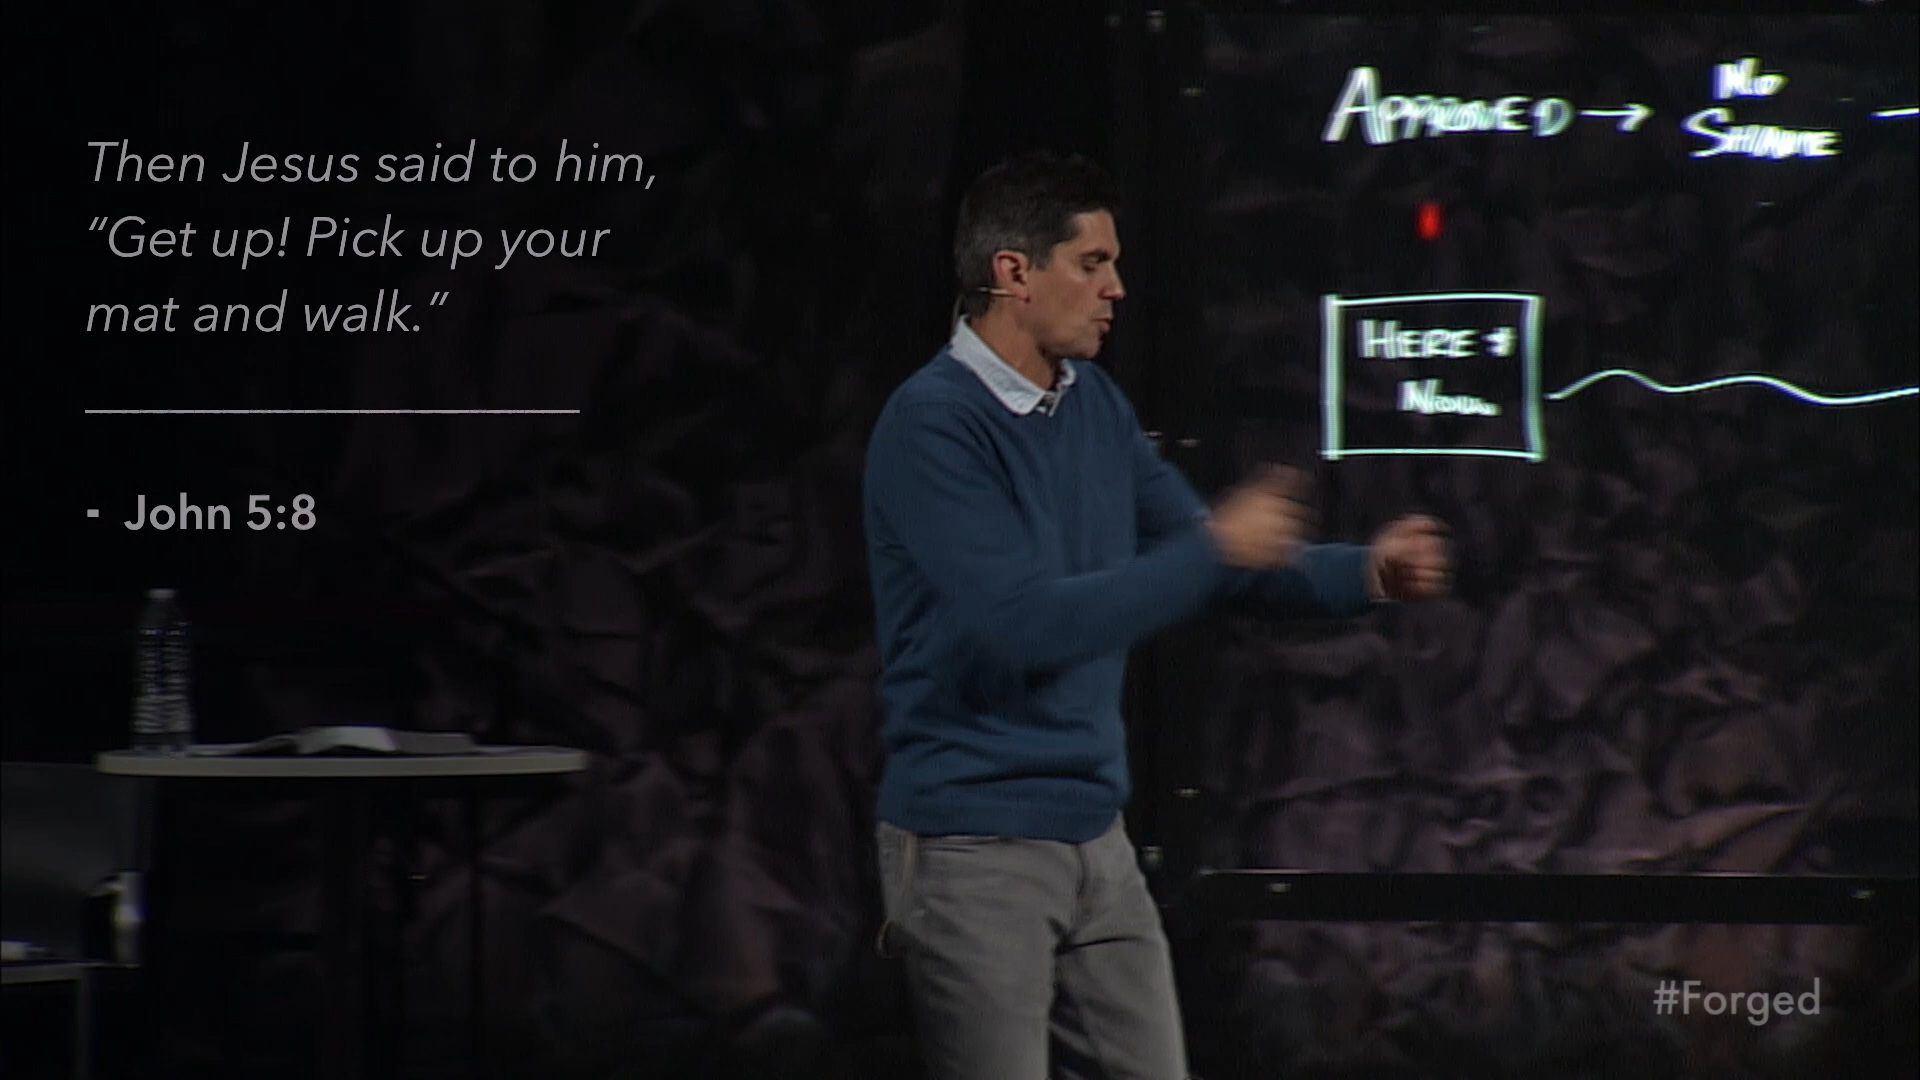 Then Jesus said to him,
“Get up! Pick up your
mat and walk.”
- John 5:8
APPROVED → NO
SHAME
HERE &
NOW
#Forged